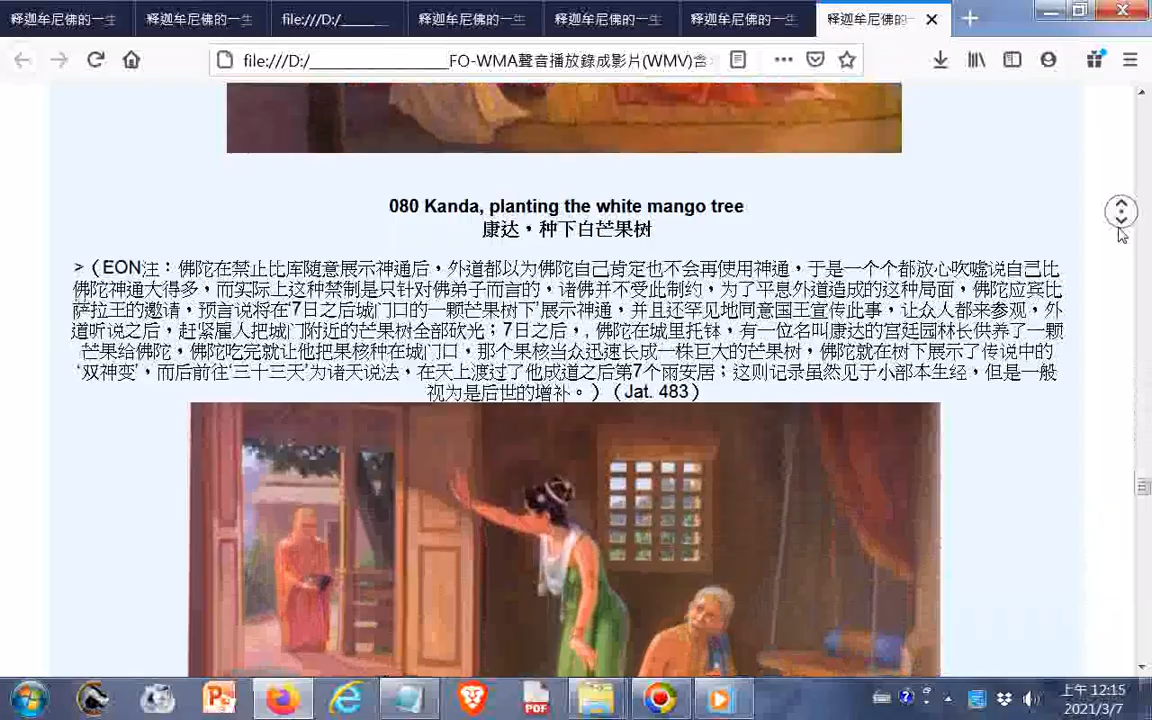 释迦牟尼佛的一生
释迦牟尼佛的一生
file:///D:/______
释迦牟尼佛的一生
释迦牟尼佛的一生
释迦牟尼佛的一生
释迦牟尼佛的一
file:///D:/________________FO-WMA聲音播放錄成影片(WMV)含
080 Kanda, planting the white mango tree
康达，种下白芒果树
>（EON注：佛陀在禁止比库随意展示神通后，外道都以为佛陀自己肯定也不会再使用神通，于是一个个都放心吹嘘说自己比
佛陀神通大得多，而实际上这种禁制是只针对佛弟子而言的，诸佛并不受此制约，为了平息外道造成的这种局面，佛陀应宾比
萨拉王的邀请，预言说将在‘7日之后城门口的一颗芒果树下’展示神通，并且还罕见地同意国王宣传此事，让众人都来参观，外
道听说之后，赶紧雇人把城门附近的芒果树全部砍光；7日之后，, 佛陀在城里托钵，有一位名叫康达的宫廷园林长供养了一颗
芒果给佛陀，佛陀吃完就让他把果核种在城门口，那个果核当众迅速长成一株巨大的芒果树，佛陀就在树下展示了传说中的
‘双神变’，而后前往‘三十三天’为诸天说法，在天上渡过了他成道之后第7个雨安居；这则记录虽然见于小部本生经，但是一般
视为是后世的增补。）（Jat. 483）
PDF
上午 12:15
2021/3/7